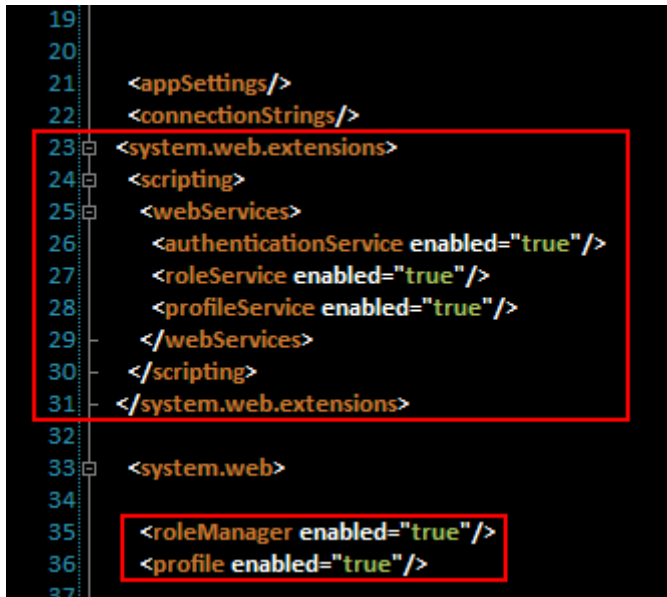 19
20
21 <appSettings/>
22 <connectionStrings/>
23 <system.web.extensions>
24 <scripting>
25 <webServices>
26 <authenticationService enabled="true"/>
27 <roleService enabled="true"/>
28 <profileService enabled="true"/>
29 </webServices>
30 </scripting>
31 </system.web.extensions>
32
33 <system.web>
34
35 <roleManager enabled="true"/>
36 <profile enabled="true"/>
37